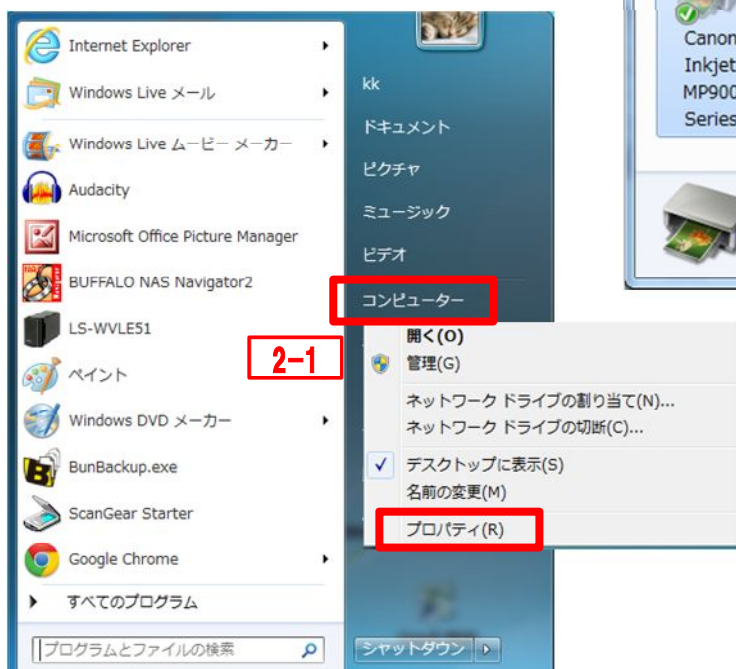 Internet Explorer
Windows Live メール
Windows Live ムービー メーカー
Audacity
Microsoft Office Picture Manager
BUFFALO NAS Navigator2
LS-WVLE51
ペイント
Windows DVD メーカー
BunBackup.exe
ScanGear Starter
Google Chrome
すべてのプログラム
プログラムとファイルの検索
kk
ドキュメント
ピクチャ
ミュージック
ビデオ
コンピューター
2-1
開く(O)
管理(G)
ネットワーク ドライブの割り当て(N)...
ネットワーク ドライブの切断(C)...
デスクトップに表示(S)
名前の変更(M)
プロパティ(R)
シャットダウン
Canon
Inkjet
MP900
Series